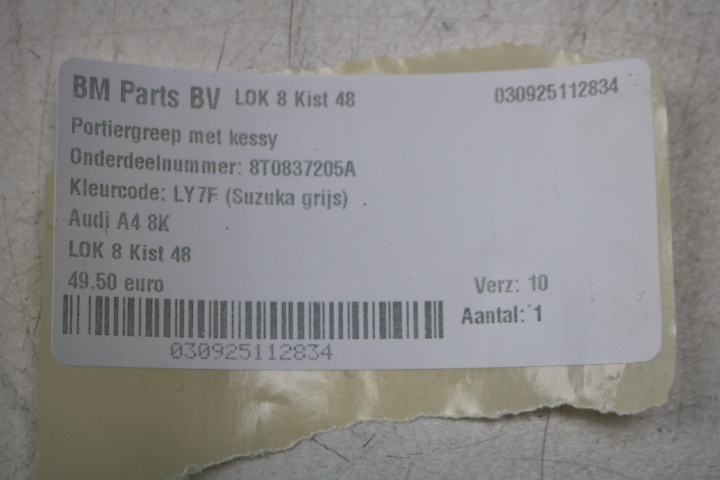 BM Parts BV LOK 8 Kist 48 030925112834
Portiergreep met kessy
Onderdeelnummer: 8T0837205A
Kleurcode: LY7F (Suzuka grijs)
Audi A4 8K
LOK 8 Kist 48
49.50 euro Verz: 10
Aantal: 1
030925112834